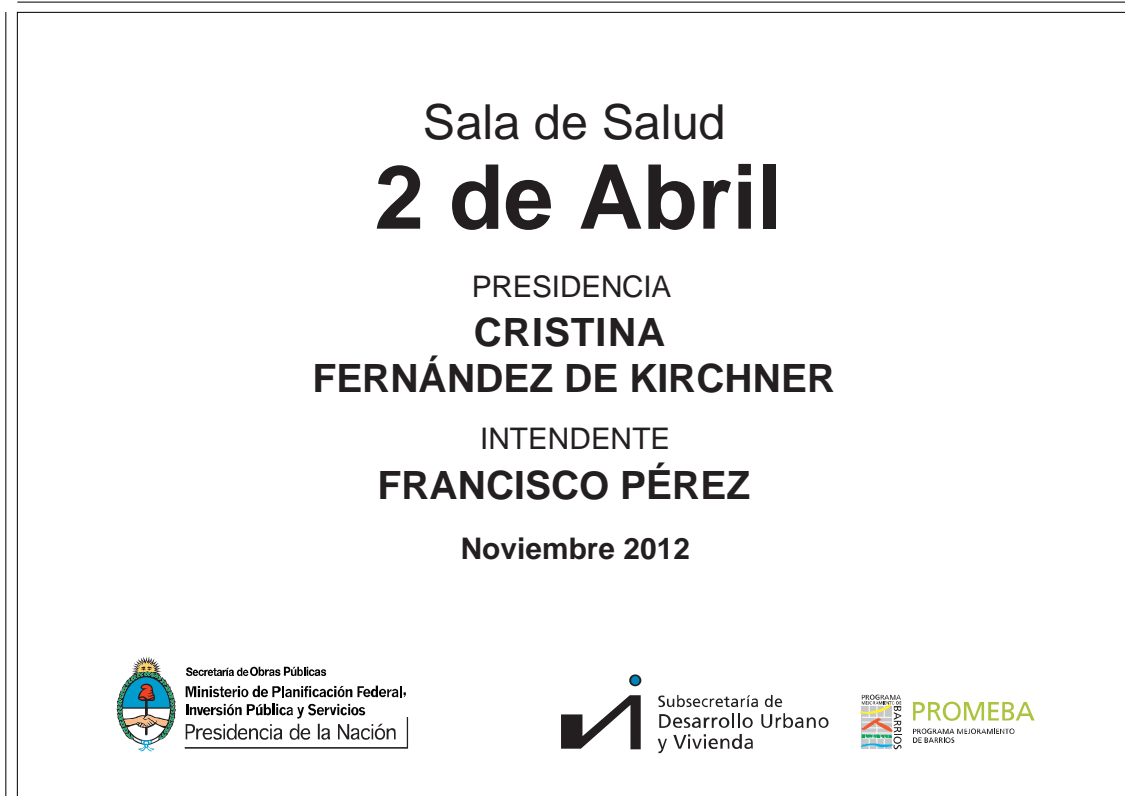 Sala de Salud
2 de Abril
PRESIDENCIA
CRISTINA
FERNÁNDEZ DE KIRCHNER
INTENDENTE
FRANCISCO PÉREZ
Noviembre 2012
Secretaría de Obras Públicas
Ministerio de Planificación Federal,
Inversión Pública y Servicios
Presidencia de la Nación
Subsecretaría de
Desarrollo Urbano
y Vivienda
PROGRAMA
MEJORAMIENTO DE
BARRIOS
PROMEBA
PROGRAMA MEJORAMIENTO
DE BARRIOS